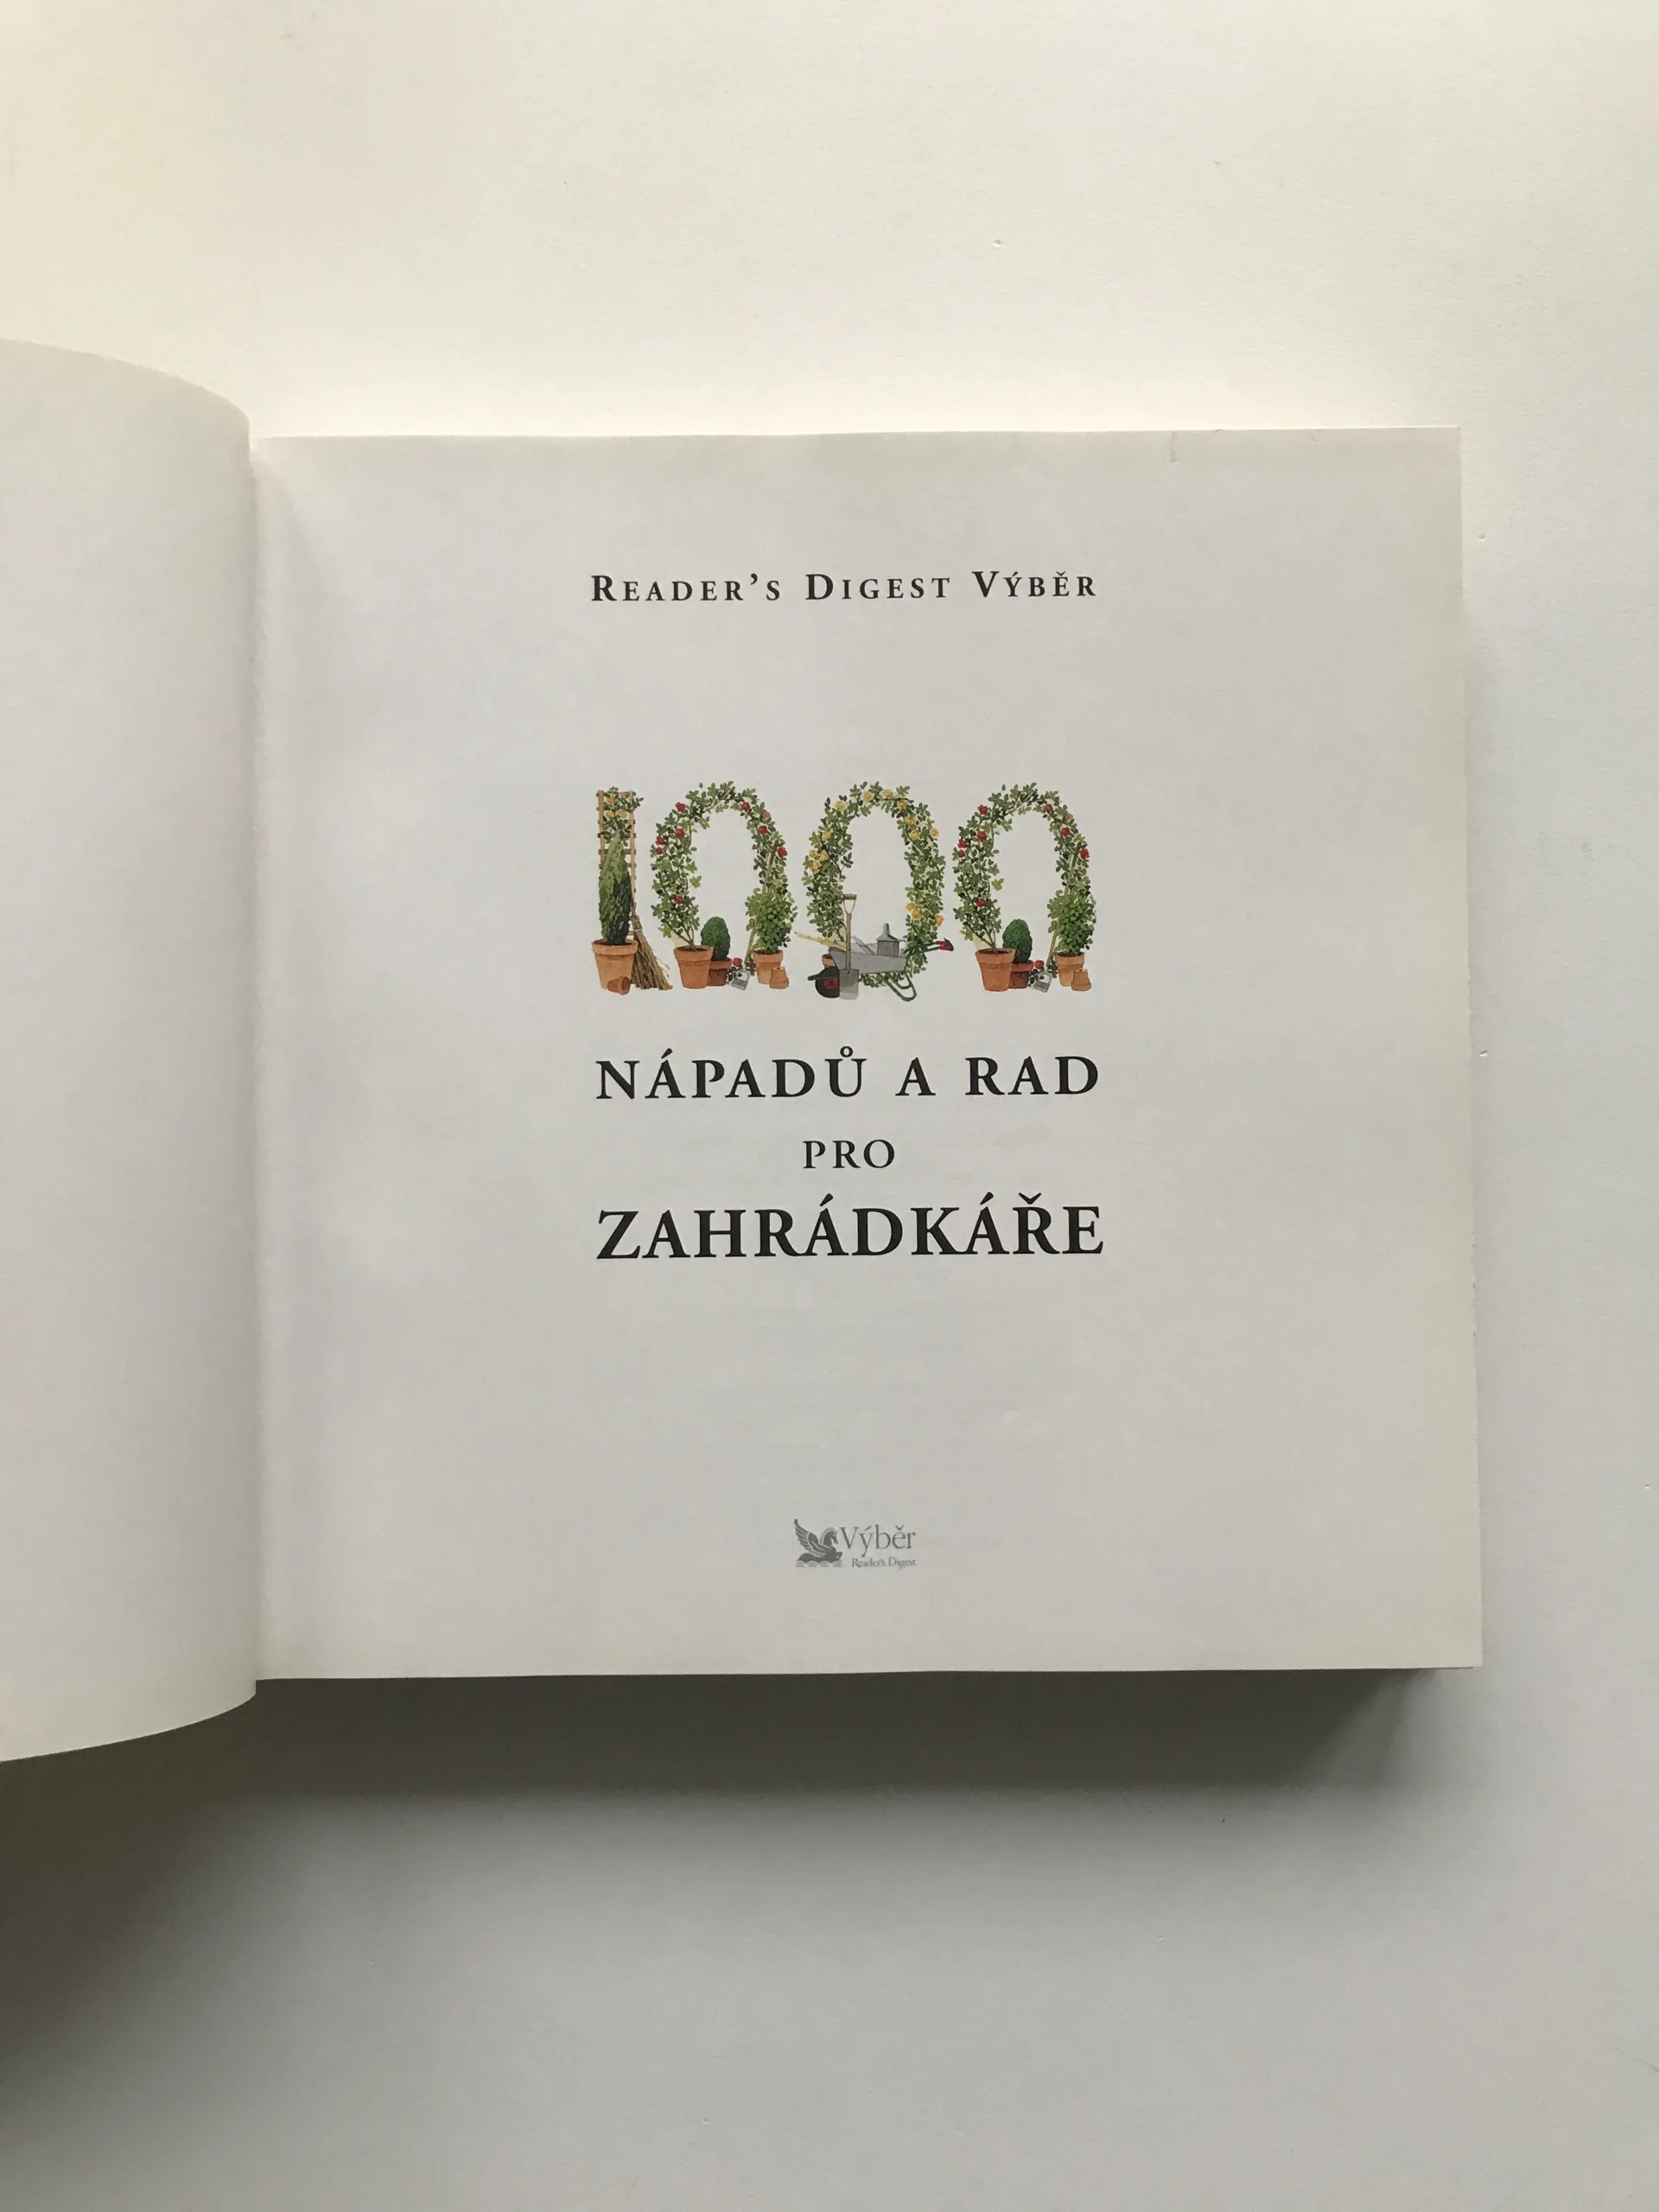 READER'S DIGEST VÝBĚR
1000
NÁPADŮ A RAD
PRO
ZAHRÁDKÁŘE
Výběr
Reader's Digest